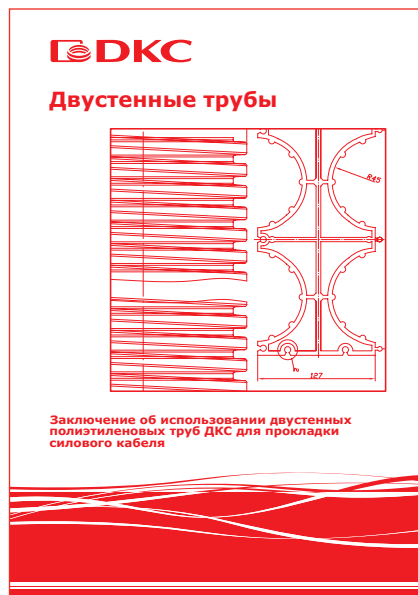 DKC
Двустенные трубы
R45
127
Заключение об использовании двустенных
полиэтиленовых труб ДКС для прокладки
силового кабеля